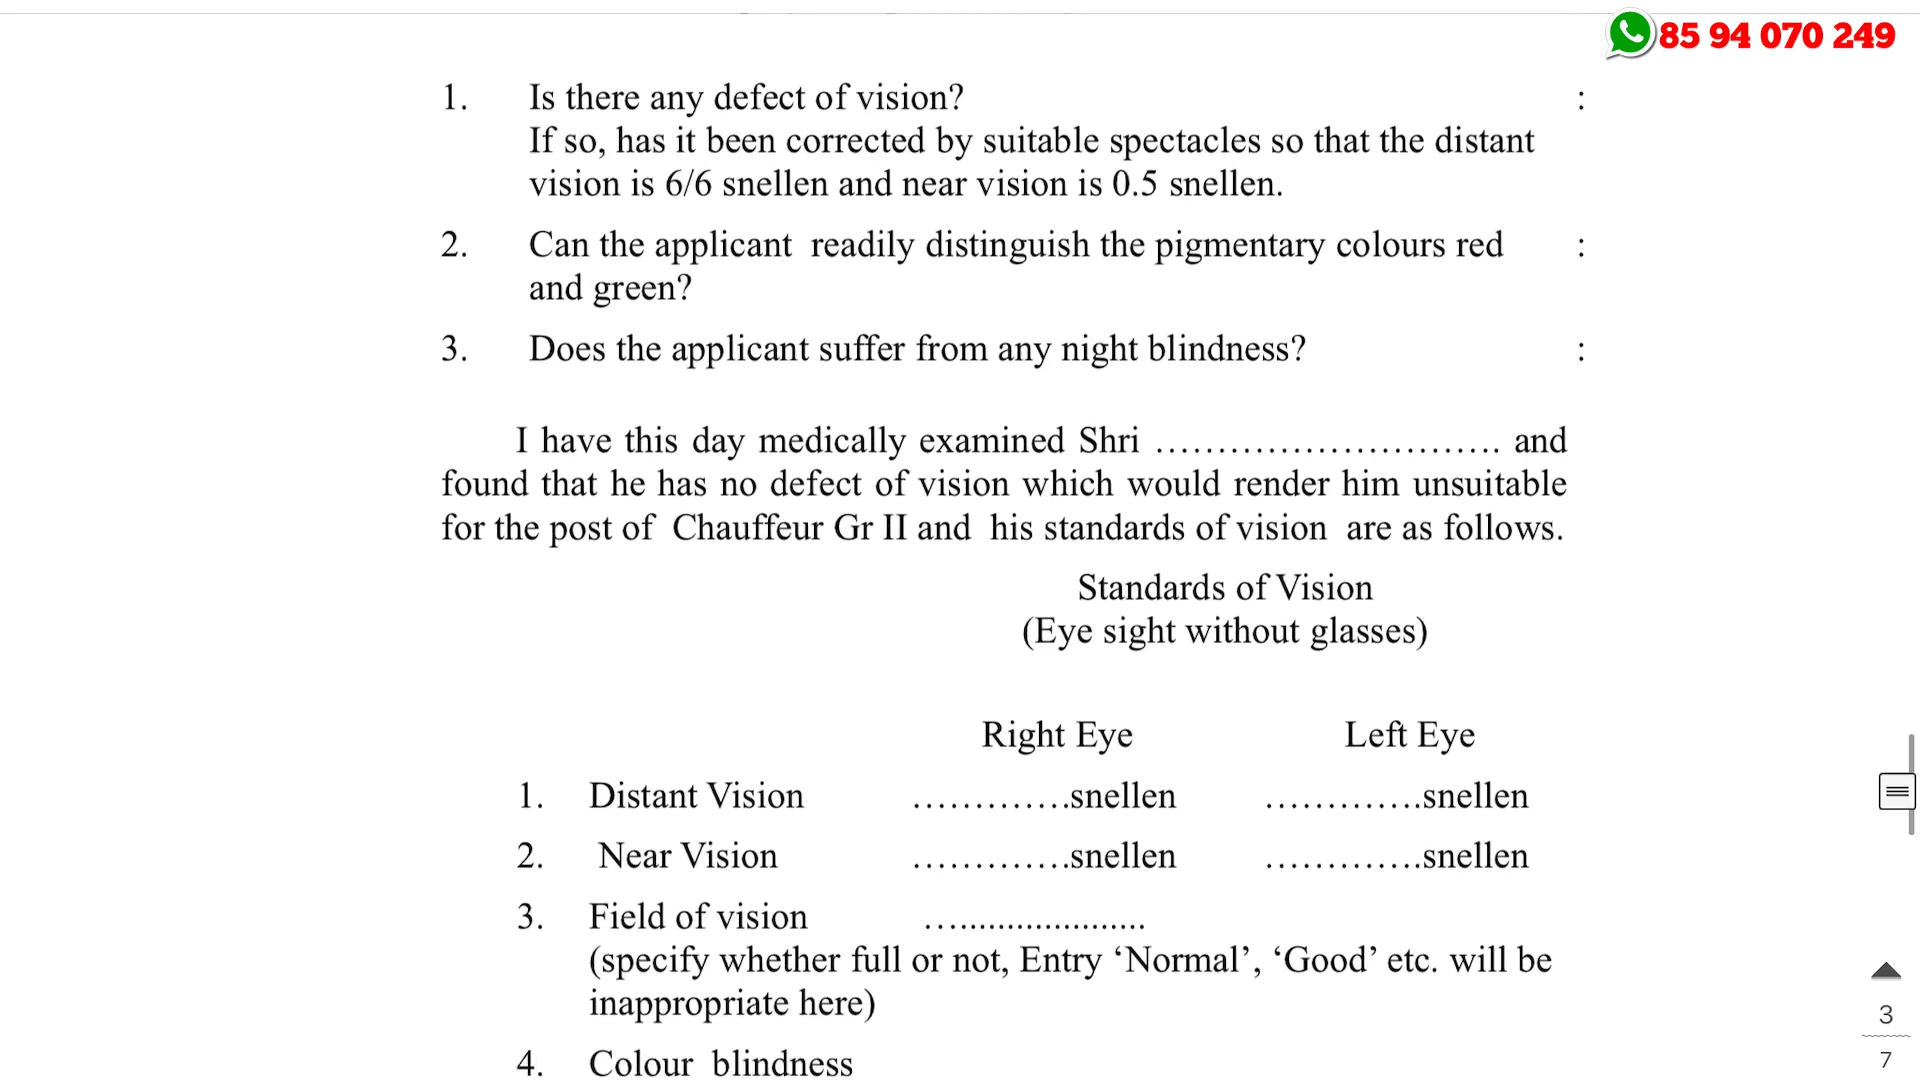 85 94 070 249
1. Is there any defect of vision? :
If so, has it been corrected by suitable spectacles so that the distant
vision is 6/6 snellen and near vision is 0.5 snellen.
2. Can the applicant readily distinguish the pigmentary colours red :
and green?
3. Does the applicant suffer from any night blindness? :
I have this day medically examined Shri ………………………. and
found that he has no defect of vision which would render him unsuitable
for the post of Chauffeur Gr II and his standards of vision are as follows.
Standards of Vision
(Eye sight without glasses)
Right Eye Left Eye
1. Distant Vision ………….snellen ………….snellen
2. Near Vision ………….snellen ………….snellen
3. Field of vision ….......................
(specify whether full or not, Entry ‘Normal’, ‘Good’ etc. will be
inappropriate here)
4. Colour blindness
3
7